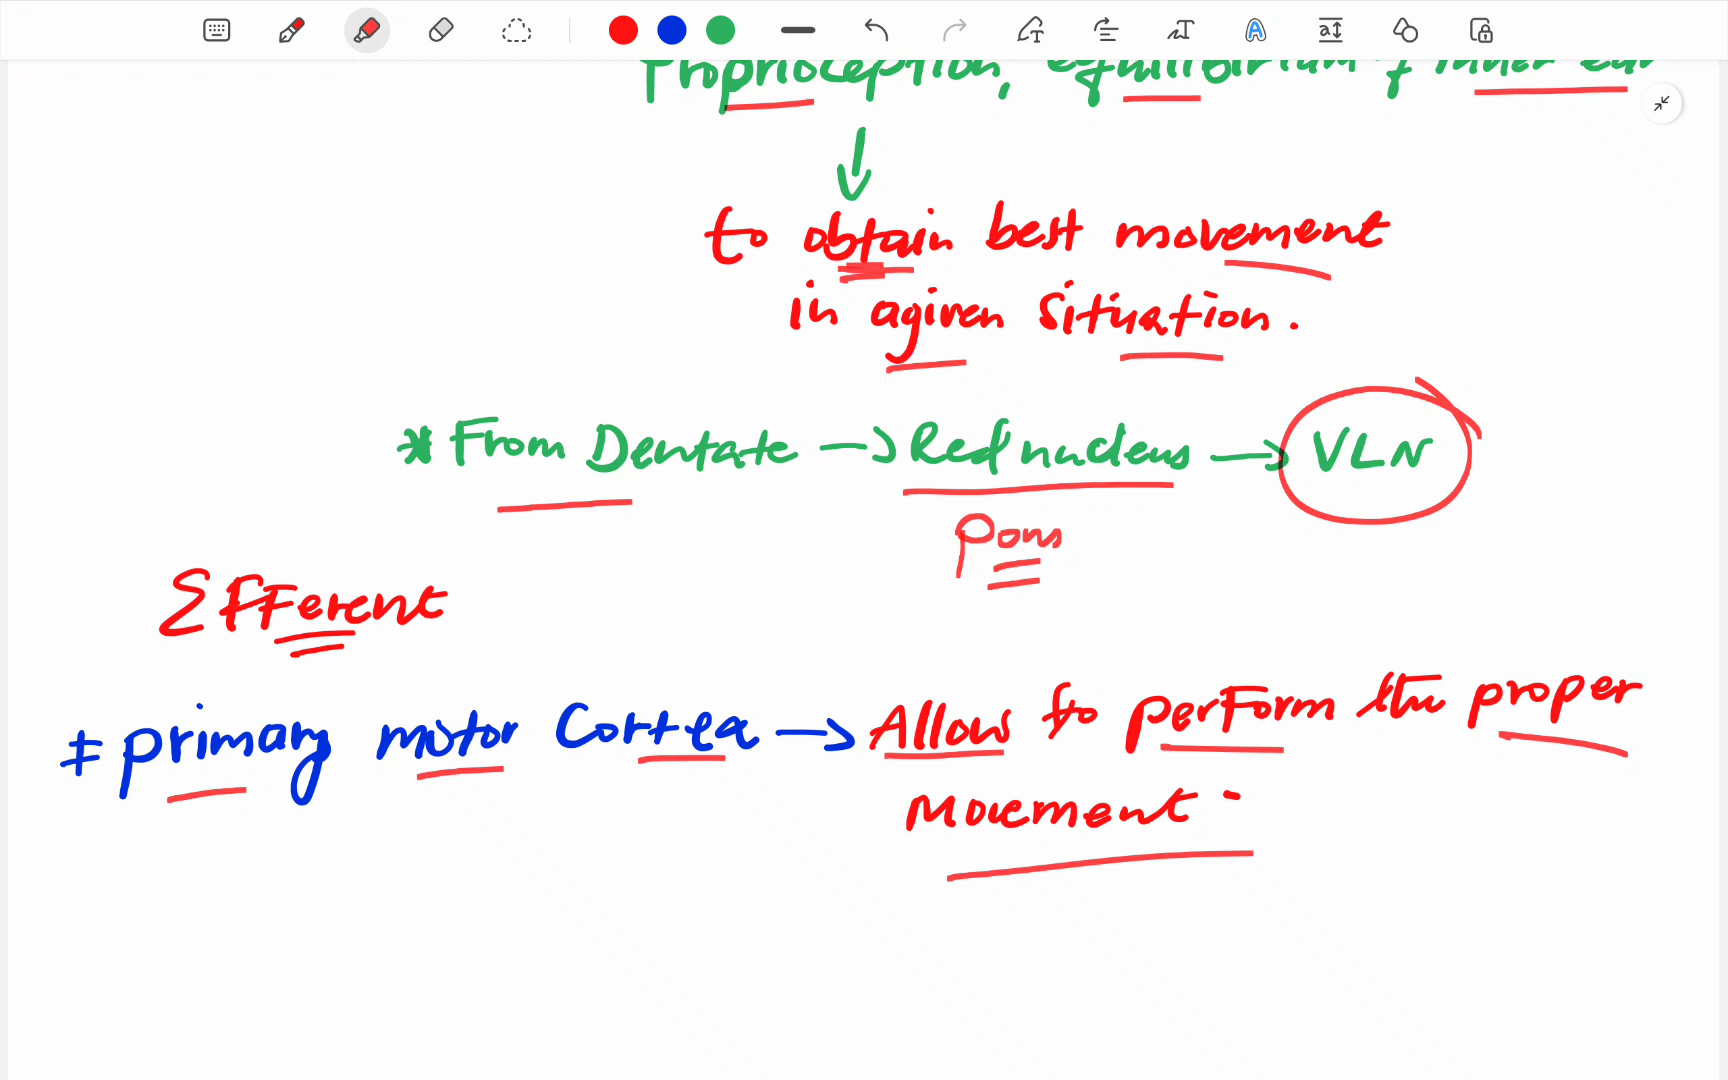 Proprioception, equilibrium of inner ear
to obtain best movement
in a given situation.
* From Dentate → Red nucleus → VLN
Pons
Efferent
+ primary motor Cortex → Allow to perform the proper
Movement -